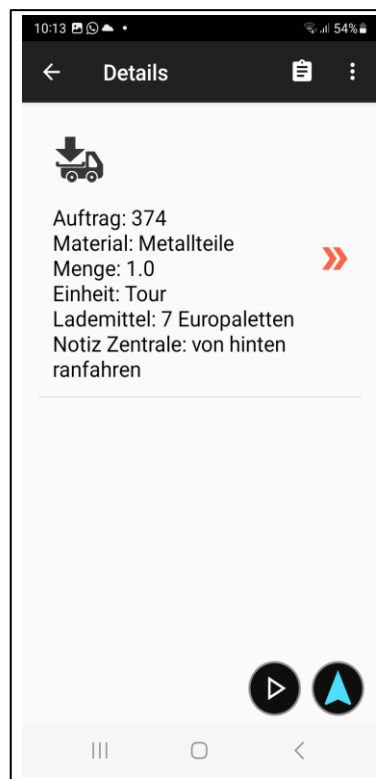 10:13
54%
Details
Auftrag: 374
Material: Metallteile
Menge: 1.0
Einheit: Tour
Lademittel: 7 Europaletten
Notiz Zentrale: von hinten
ranfahren